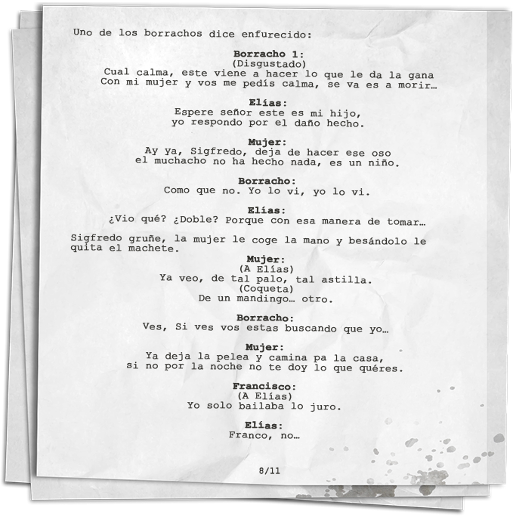 Uno de los borrachos dice enfurecido:
Borracho 1:
(Disgustado)
Cual calma, este viene a hacer lo que le da la gana
Con mi mujer y vos me pedís calma, se va es a morir…
Elías:
Espere señor este es mi hijo,
yo respondo por el daño hecho.
Mujer:
Ay ya, Sigfredo, deja de hacer ese oso
el muchacho no ha hecho nada, es un niño.
Borracho:
Como que no. Yo lo vi, yo lo vi.
Elías:
¿Vio qué? ¿Doble? Porque con esa manera de tomar…
Sigfredo gruñe, la mujer le coge la mano y besándolo le
quita el machete.
Mujer:
(A Elías)
Ya veo, de tal palo, tal astilla.
(Coqueta)
De un mandingo… otro.
Borracho:
Ves, Si ves vos estas buscando que yo…
Mujer:
Ya deja la pelea y camina pa la casa,
si no por la noche no te doy lo que quéres.
Francisco:
(A Elías)
Yo solo bailaba lo juro.
Elías:
Franco, no…
8/11